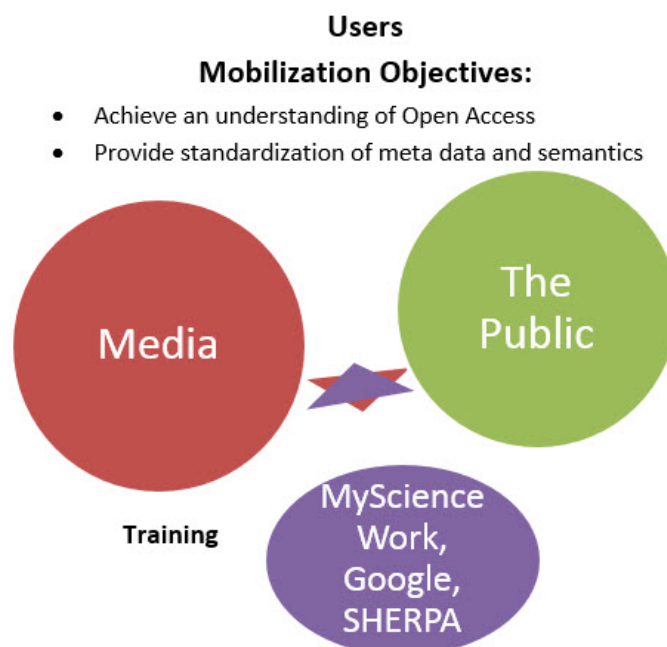 Users
Mobilization Objectives:
• Achieve an understanding of Open Access
• Provide standardization of meta data and semantics
Media
The
Public
Training
MyScience
Work,
Google,
SHERPA